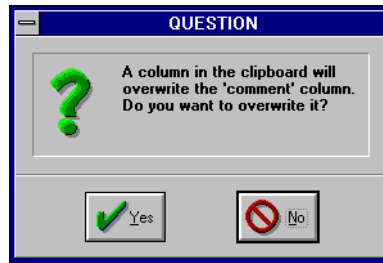 QUESTION
A column in the clipboard will
overwrite the 'comment' column.
Do you want to overwrite it?
Yes
No